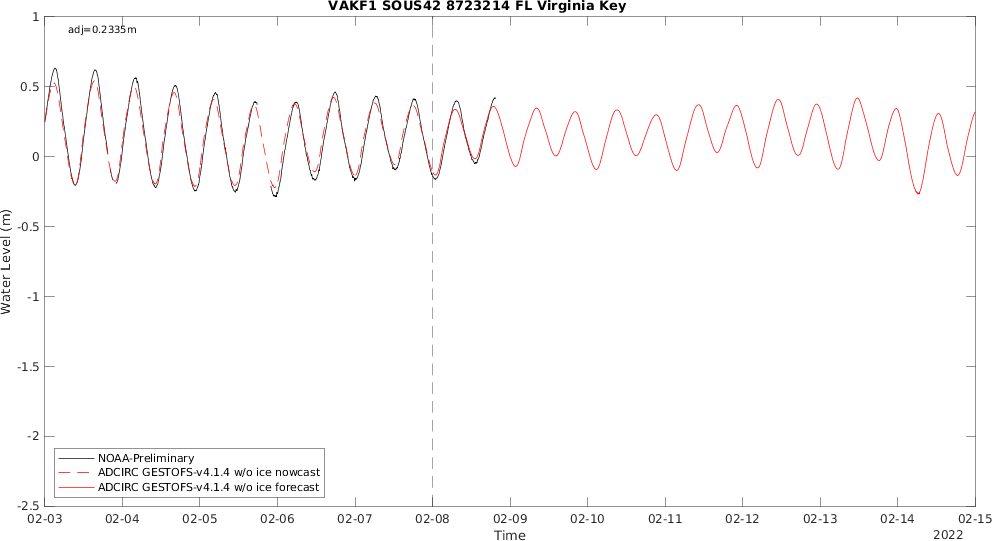 VAKF1 SOUS42 8723214 FL Virginia Key
adj=0.2335m
1
0.5
0
-0.5
-1
-1.5
-2
-2.5
Water Level (m)
NOAA-Preliminary
ADCIRC GESTOFS-v4.1.4 w/o ice nowcast
ADCIRC GESTOFS-v4.1.4 w/o ice forecast
02-03 02-04 02-05 02-06 02-07 02-08 02-09 02-10 02-11 02-12 02-13 02-14 02-15
Time
2022